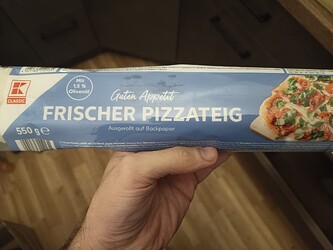 K
CLASSIC
Mit
1,5 %
Olivenöl
Guten Appetit
FRISCHER PIZZATEIG
Ausgerollt auf Backpapier
550 g e